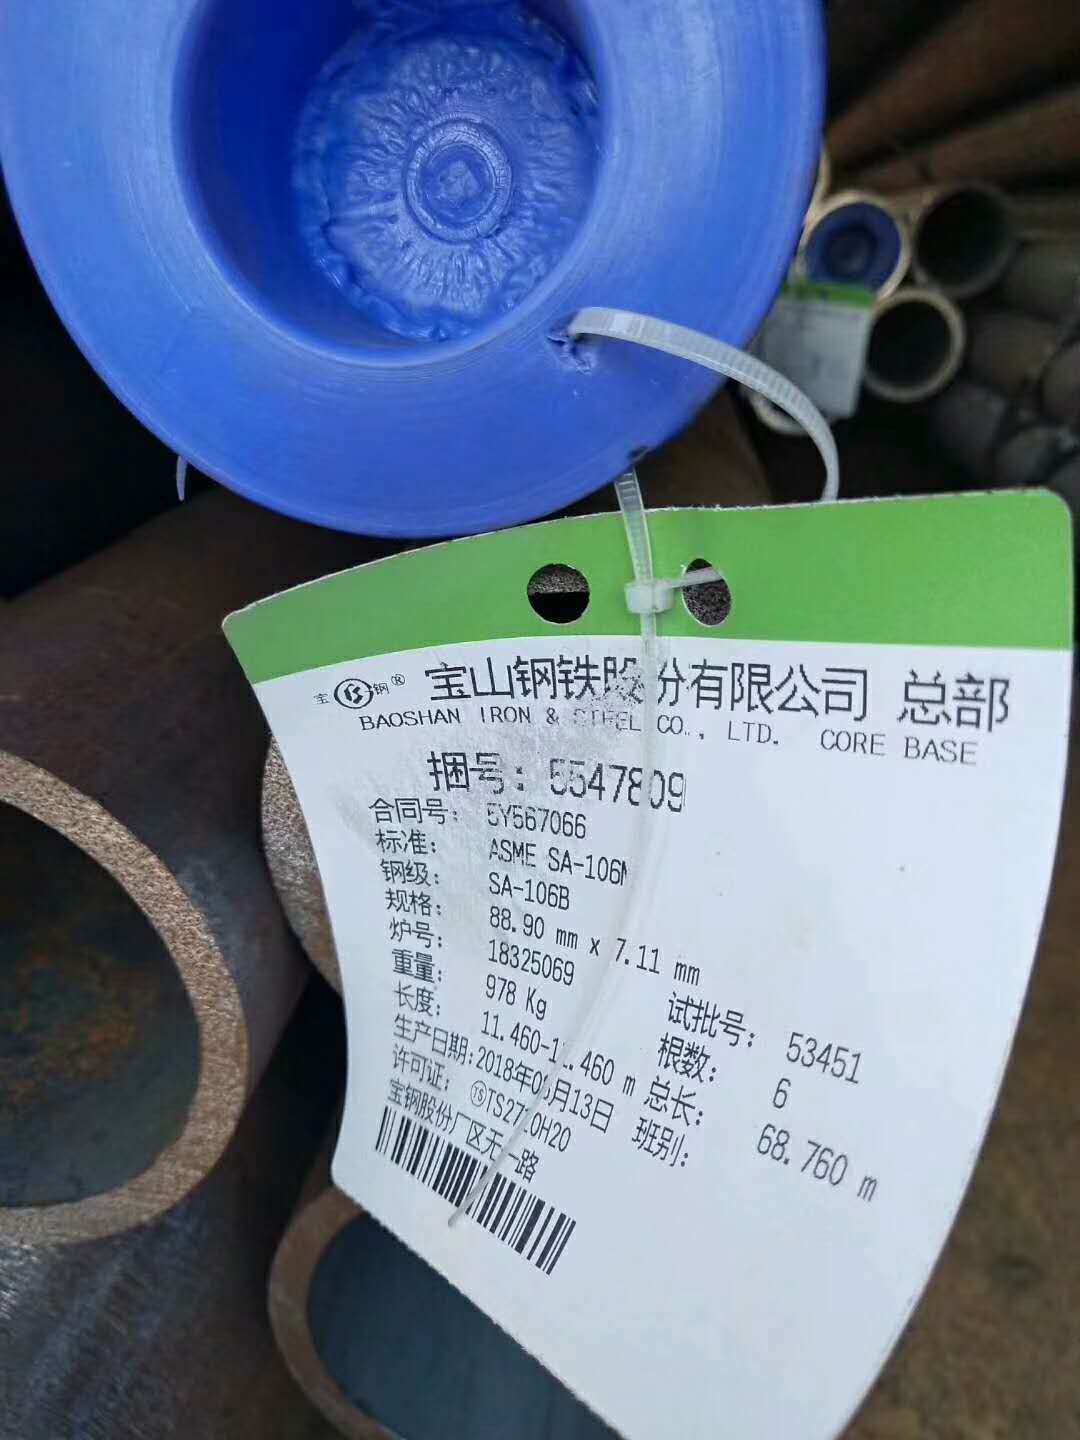 宝 钢® 宝山钢铁股份有限公司 总部
BAOSHAN IRON & STEEL CO., LTD. CORE BASE
捆号: 5547809
合同号: 5Y567066
标准: ASME SA-106M
钢级: SA-106B
规格: 88.90 mm x 7.11 mm
炉号: 18325069 试批号: 53451
重量: 978 Kg 根数: 6
长度: 11.460-11.460 m 总长: 68.760 m
生产日期: 2018年 月13日 班别:
许可证: TS TS2710H20
宝钢股份厂区无一路